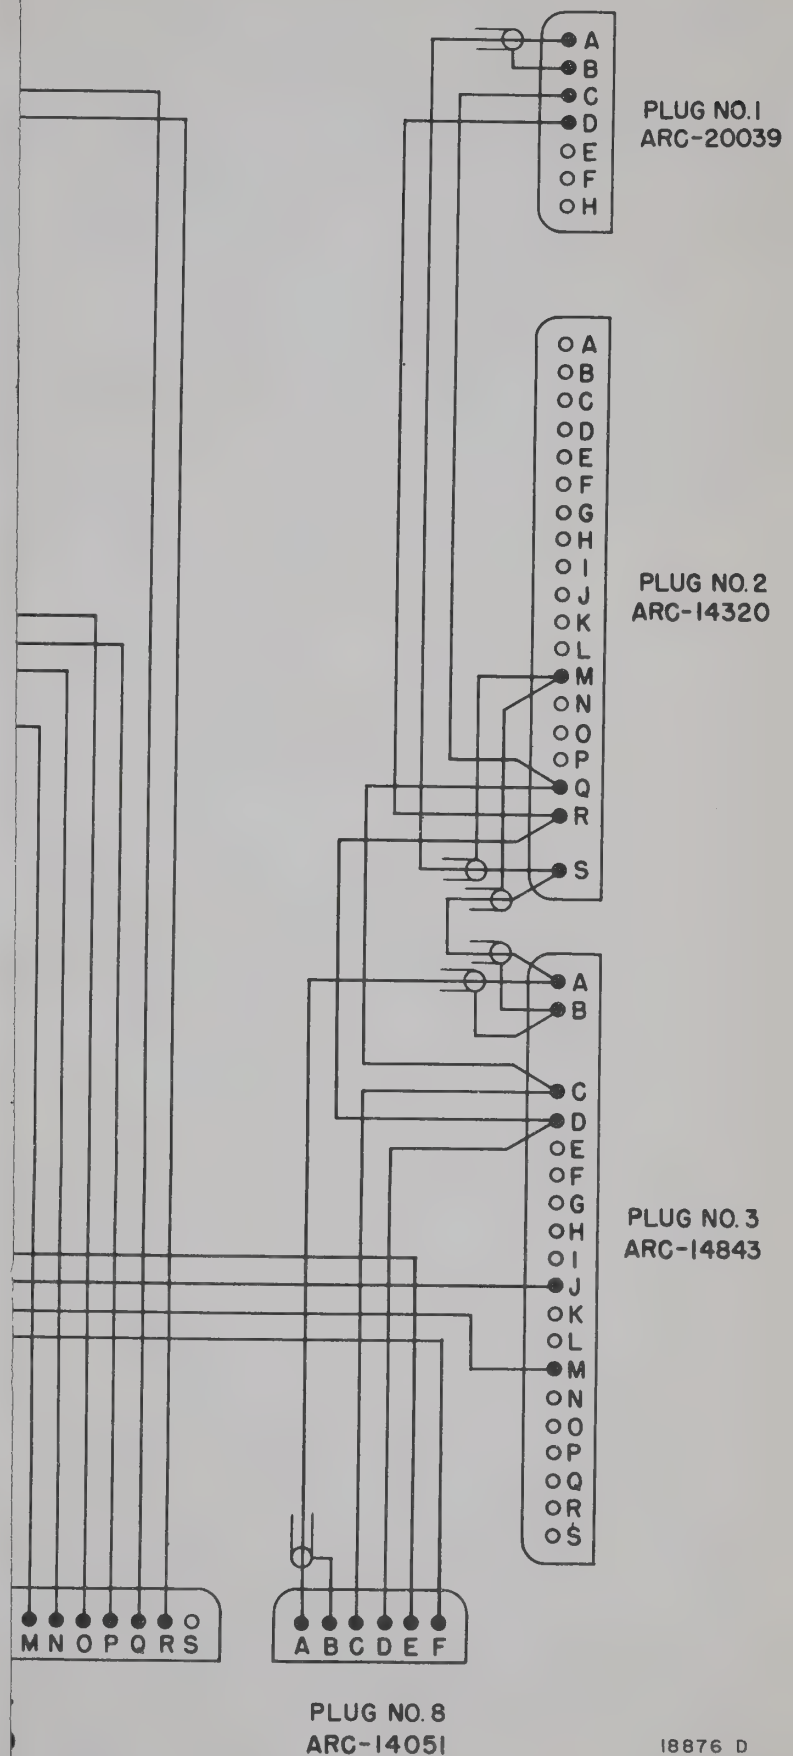 A
B
C
D
E
F
H
PLUG NO. 1
ARC-20039
A
B
C
D
E
F
G
H
I
J
K
L
M
N
O
P
Q
R
S
PLUG NO. 2
ARC-14320
A
B
C
D
E
F
G
H
I
J
K
L
M
N
O
P
Q
R
S
PLUG NO. 3
ARC-14843
M N O P Q R S
A B C D E F
PLUG NO. 8
ARC-14051
18876 D